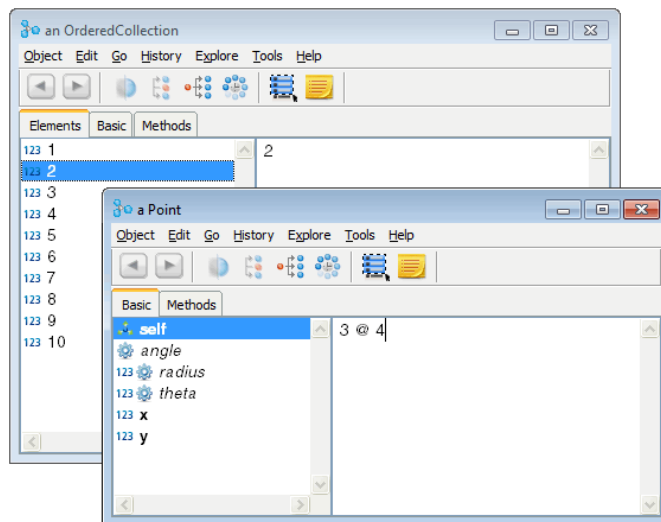 an OrderedCollection
Object Edit Go History Explore Tools Help
Elements Basic Methods
123 1
123 2
123 3
123 4
123 5
123 6
123 7
123 8
123 9
123 10
2
a Point
Object Edit Go History Explore Tools Help
Basic Methods
self
angle
123 radius
123 theta
123 x
123 y
3 @ 4